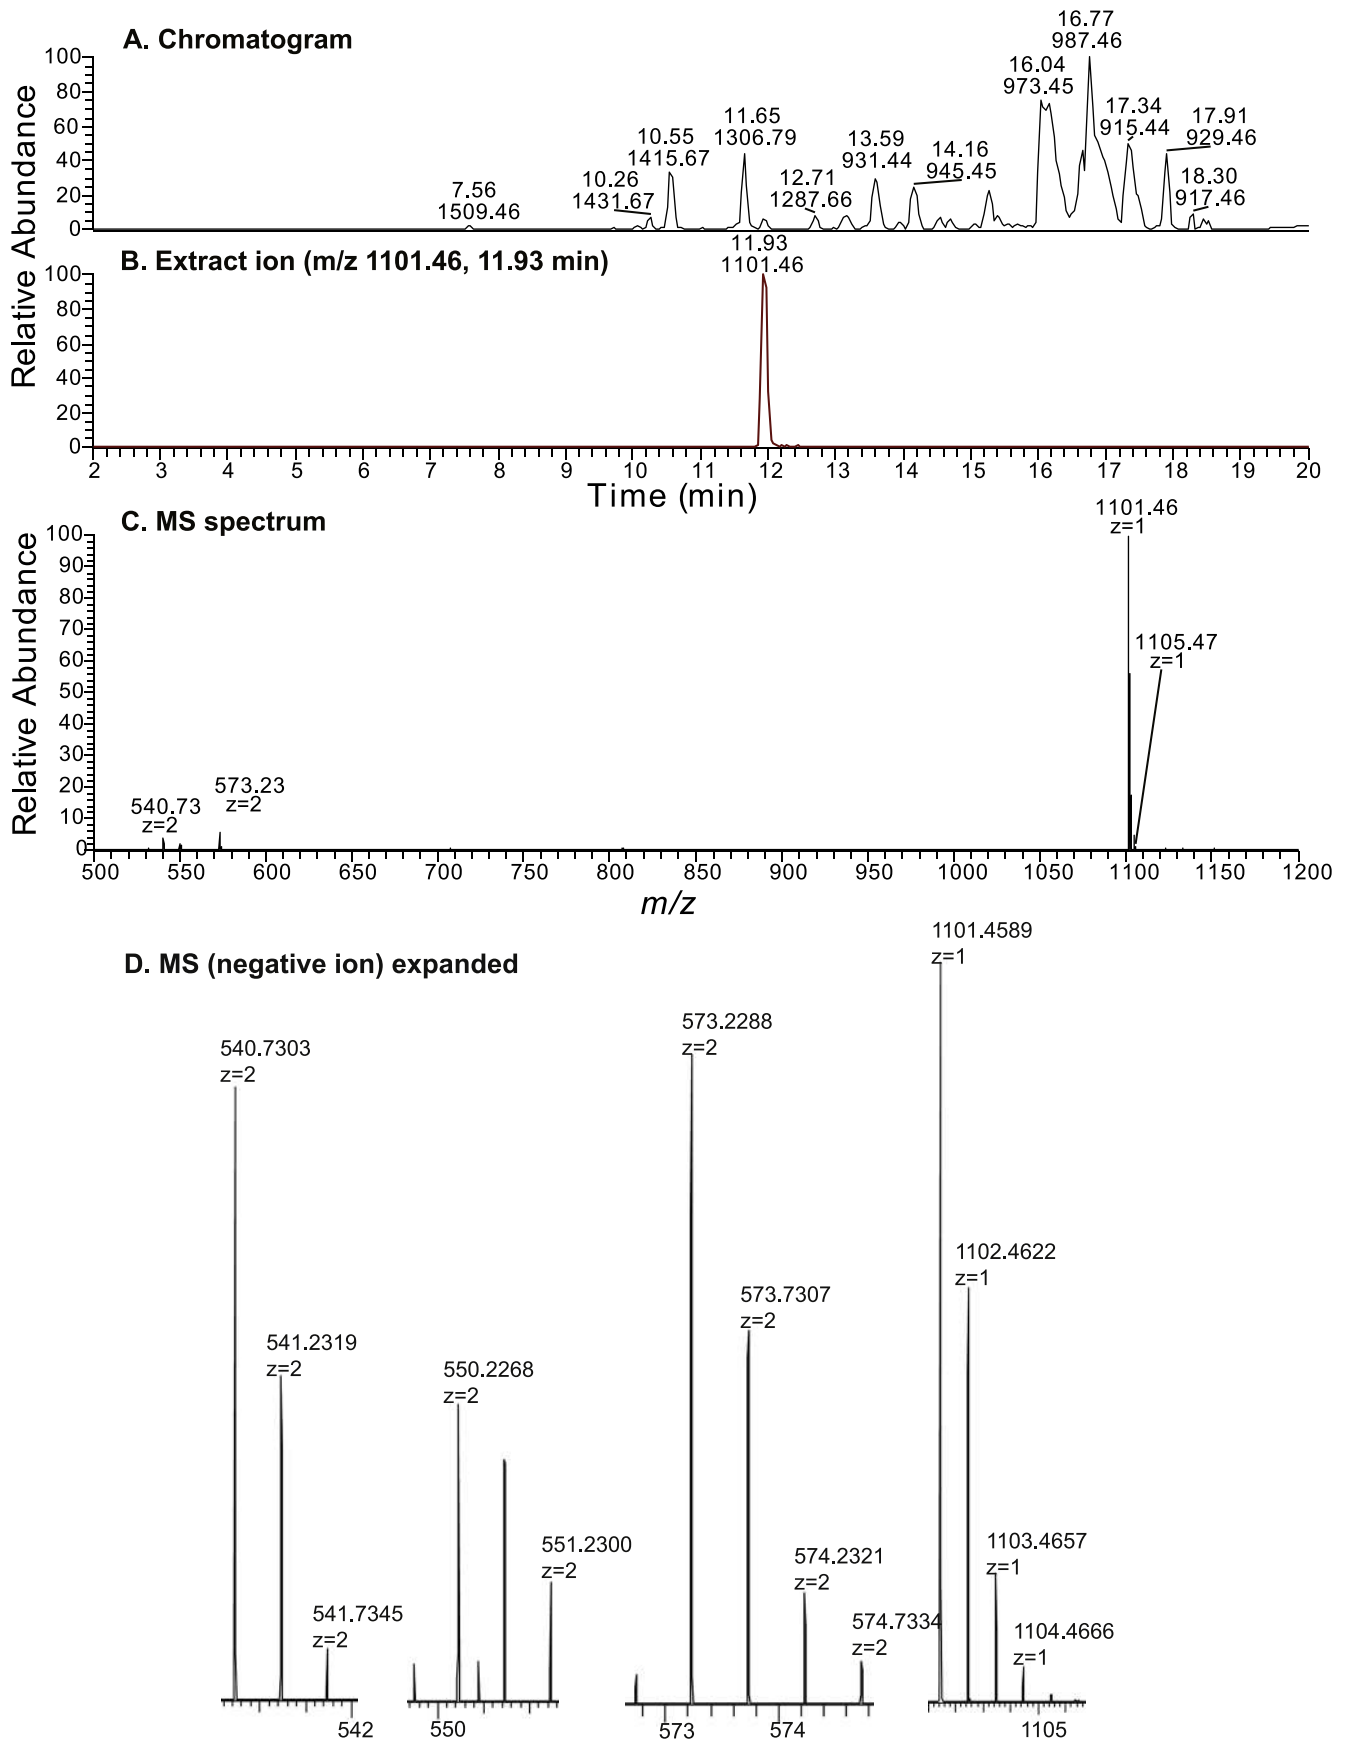 A. Chromatogram
Relative Abundance
100
80
60
40
20
0
7.56
1509.46
10.26
1431.67
10.55
1415.67
11.65
1306.79
12.71
1287.66
13.59
931.44
14.16
945.45
16.04
973.45
16.77
987.46
17.34
915.44
17.91
929.46
18.30
917.46
B. Extract ion (m/z 1101.46, 11.93 min)
11.93
1101.46
Relative Abundance
100
80
60
40
20
0
2 3 4 5 6 7 8 9 10 11 12 13 14 15 16 17 18 19 20
Time (min)
C. MS spectrum
Relative Abundance
100
90
80
70
60
50
40
30
20
10
0
540.73
z=2
573.23
z=2
1101.46
z=1
1105.47
z=1
500 550 600 650 700 750 800 850 900 950 1000 1050 1100 1150 1200
m/z
D. MS (negative ion) expanded
540.7303
z=2
541.2319
z=2
541.7345
z=2
542
550.2268
z=2
551.2300
z=2
550
573.2288
z=2
573.7307
z=2
574.2321
z=2
574.7334
z=2
573 574
1101.4589
z=1
1102.4622
z=1
1103.4657
z=1
1104.4666
z=1
1105